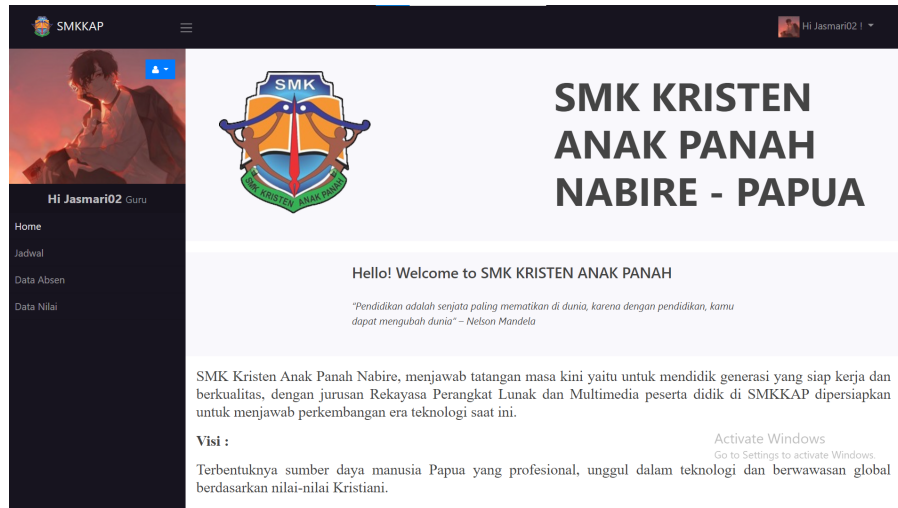 SMKKAP
Hi Jasmari02 !
Hi Jasmari02 Guru
Home
Jadwal
Data Absen
Data Nilai
SMK
SMK KRISTEN ANAK PANAH
SMK KRISTEN
ANAK PANAH
NABIRE - PAPUA
Hello! Welcome to SMK KRISTEN ANAK PANAH
"Pendidikan adalah senjata paling mematikan di dunia, karena dengan pendidikan, kamu
dapat mengubah dunia" – Nelson Mandela
SMK Kristen Anak Panah Nabire, menjawab tatangan masa kini yaitu untuk mendidik generasi yang siap kerja dan
berkualitas, dengan jurusan Rekayasa Perangkat Lunak dan Multimedia peserta didik di SMKKAP dipersiapkan
untuk menjawab perkembangan era teknologi saat ini.
Visi :
Terbentuknya sumber daya manusia Papua yang profesional, unggul dalam teknologi dan berwawasan global
berdasarkan nilai-nilai Kristiani.
Activate Windows
Go to Settings to activate Windows.